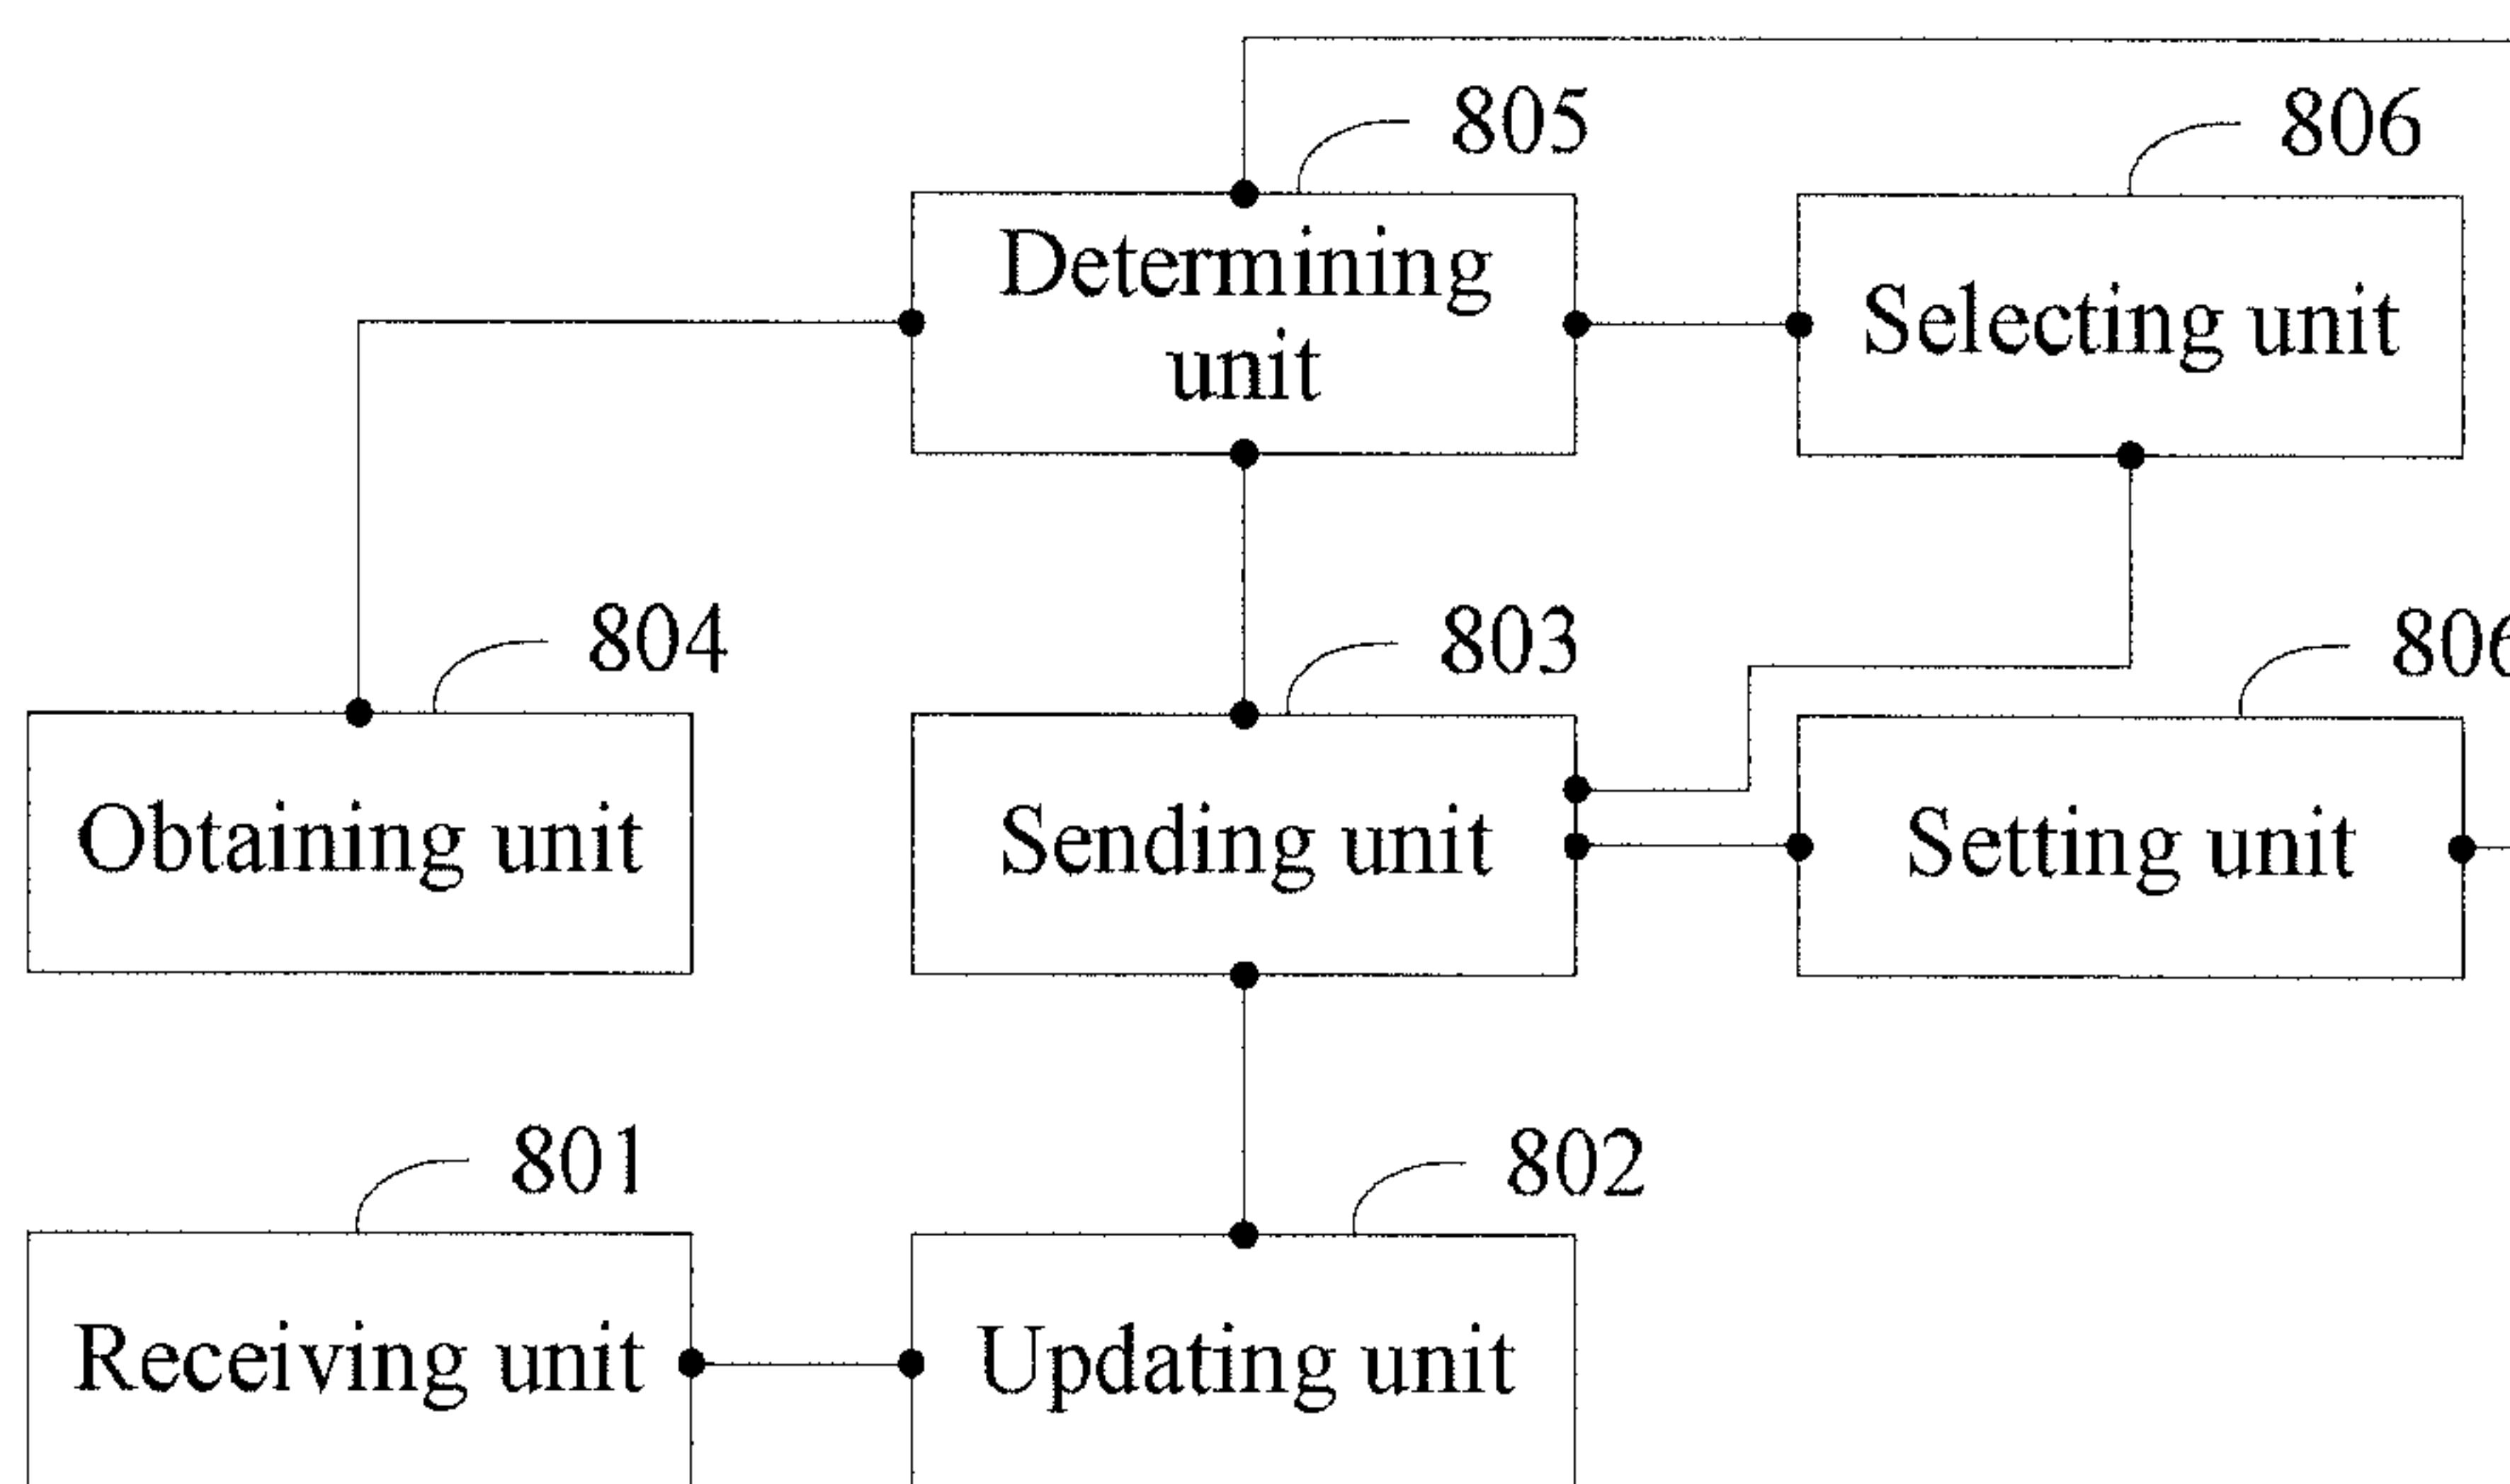 805
806
Determining
unit
Selecting unit
804
803
806
Obtaining unit
Sending unit
Setting unit
801
802
Receiving unit
Updating unit